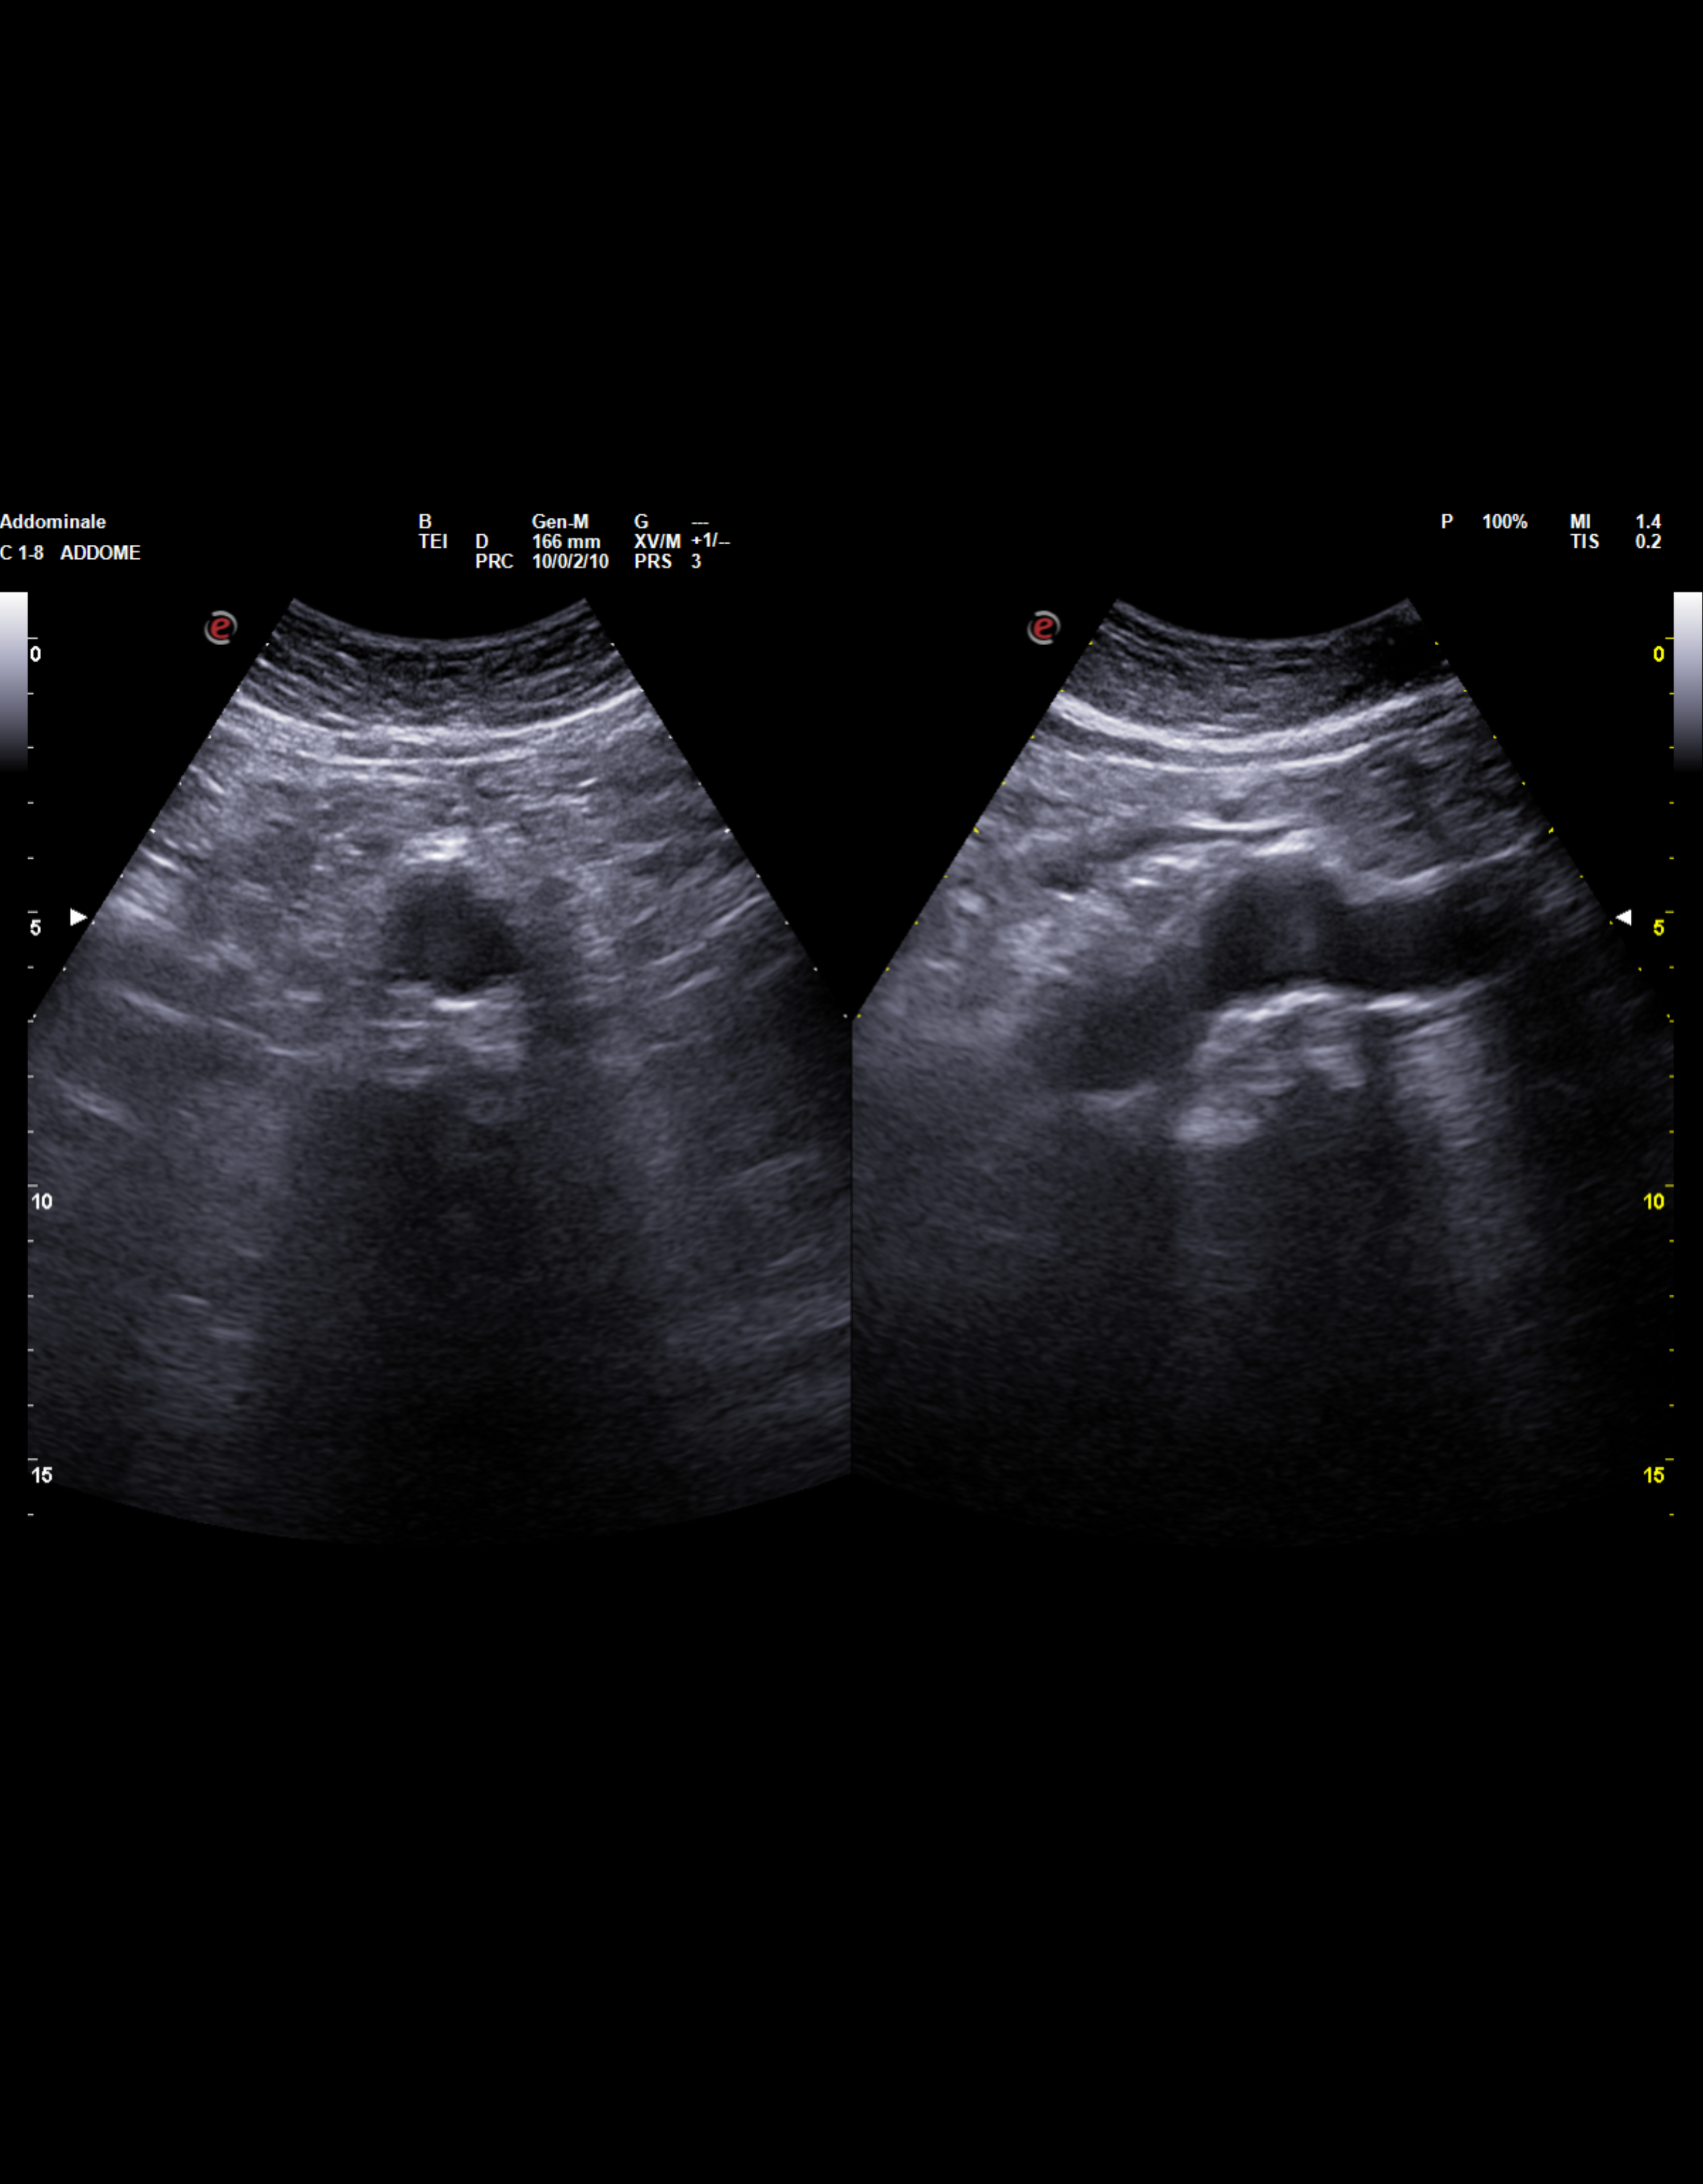 Addominale
C 1-8 ADDOME
B Gen-M G ---
TEI D 166 mm XV/M +1/--
PRC 10/0/2/10 PRS 3
P 100% MI 1.4
TIS 0.2
e e
0 0
5 5
10 10
15 15